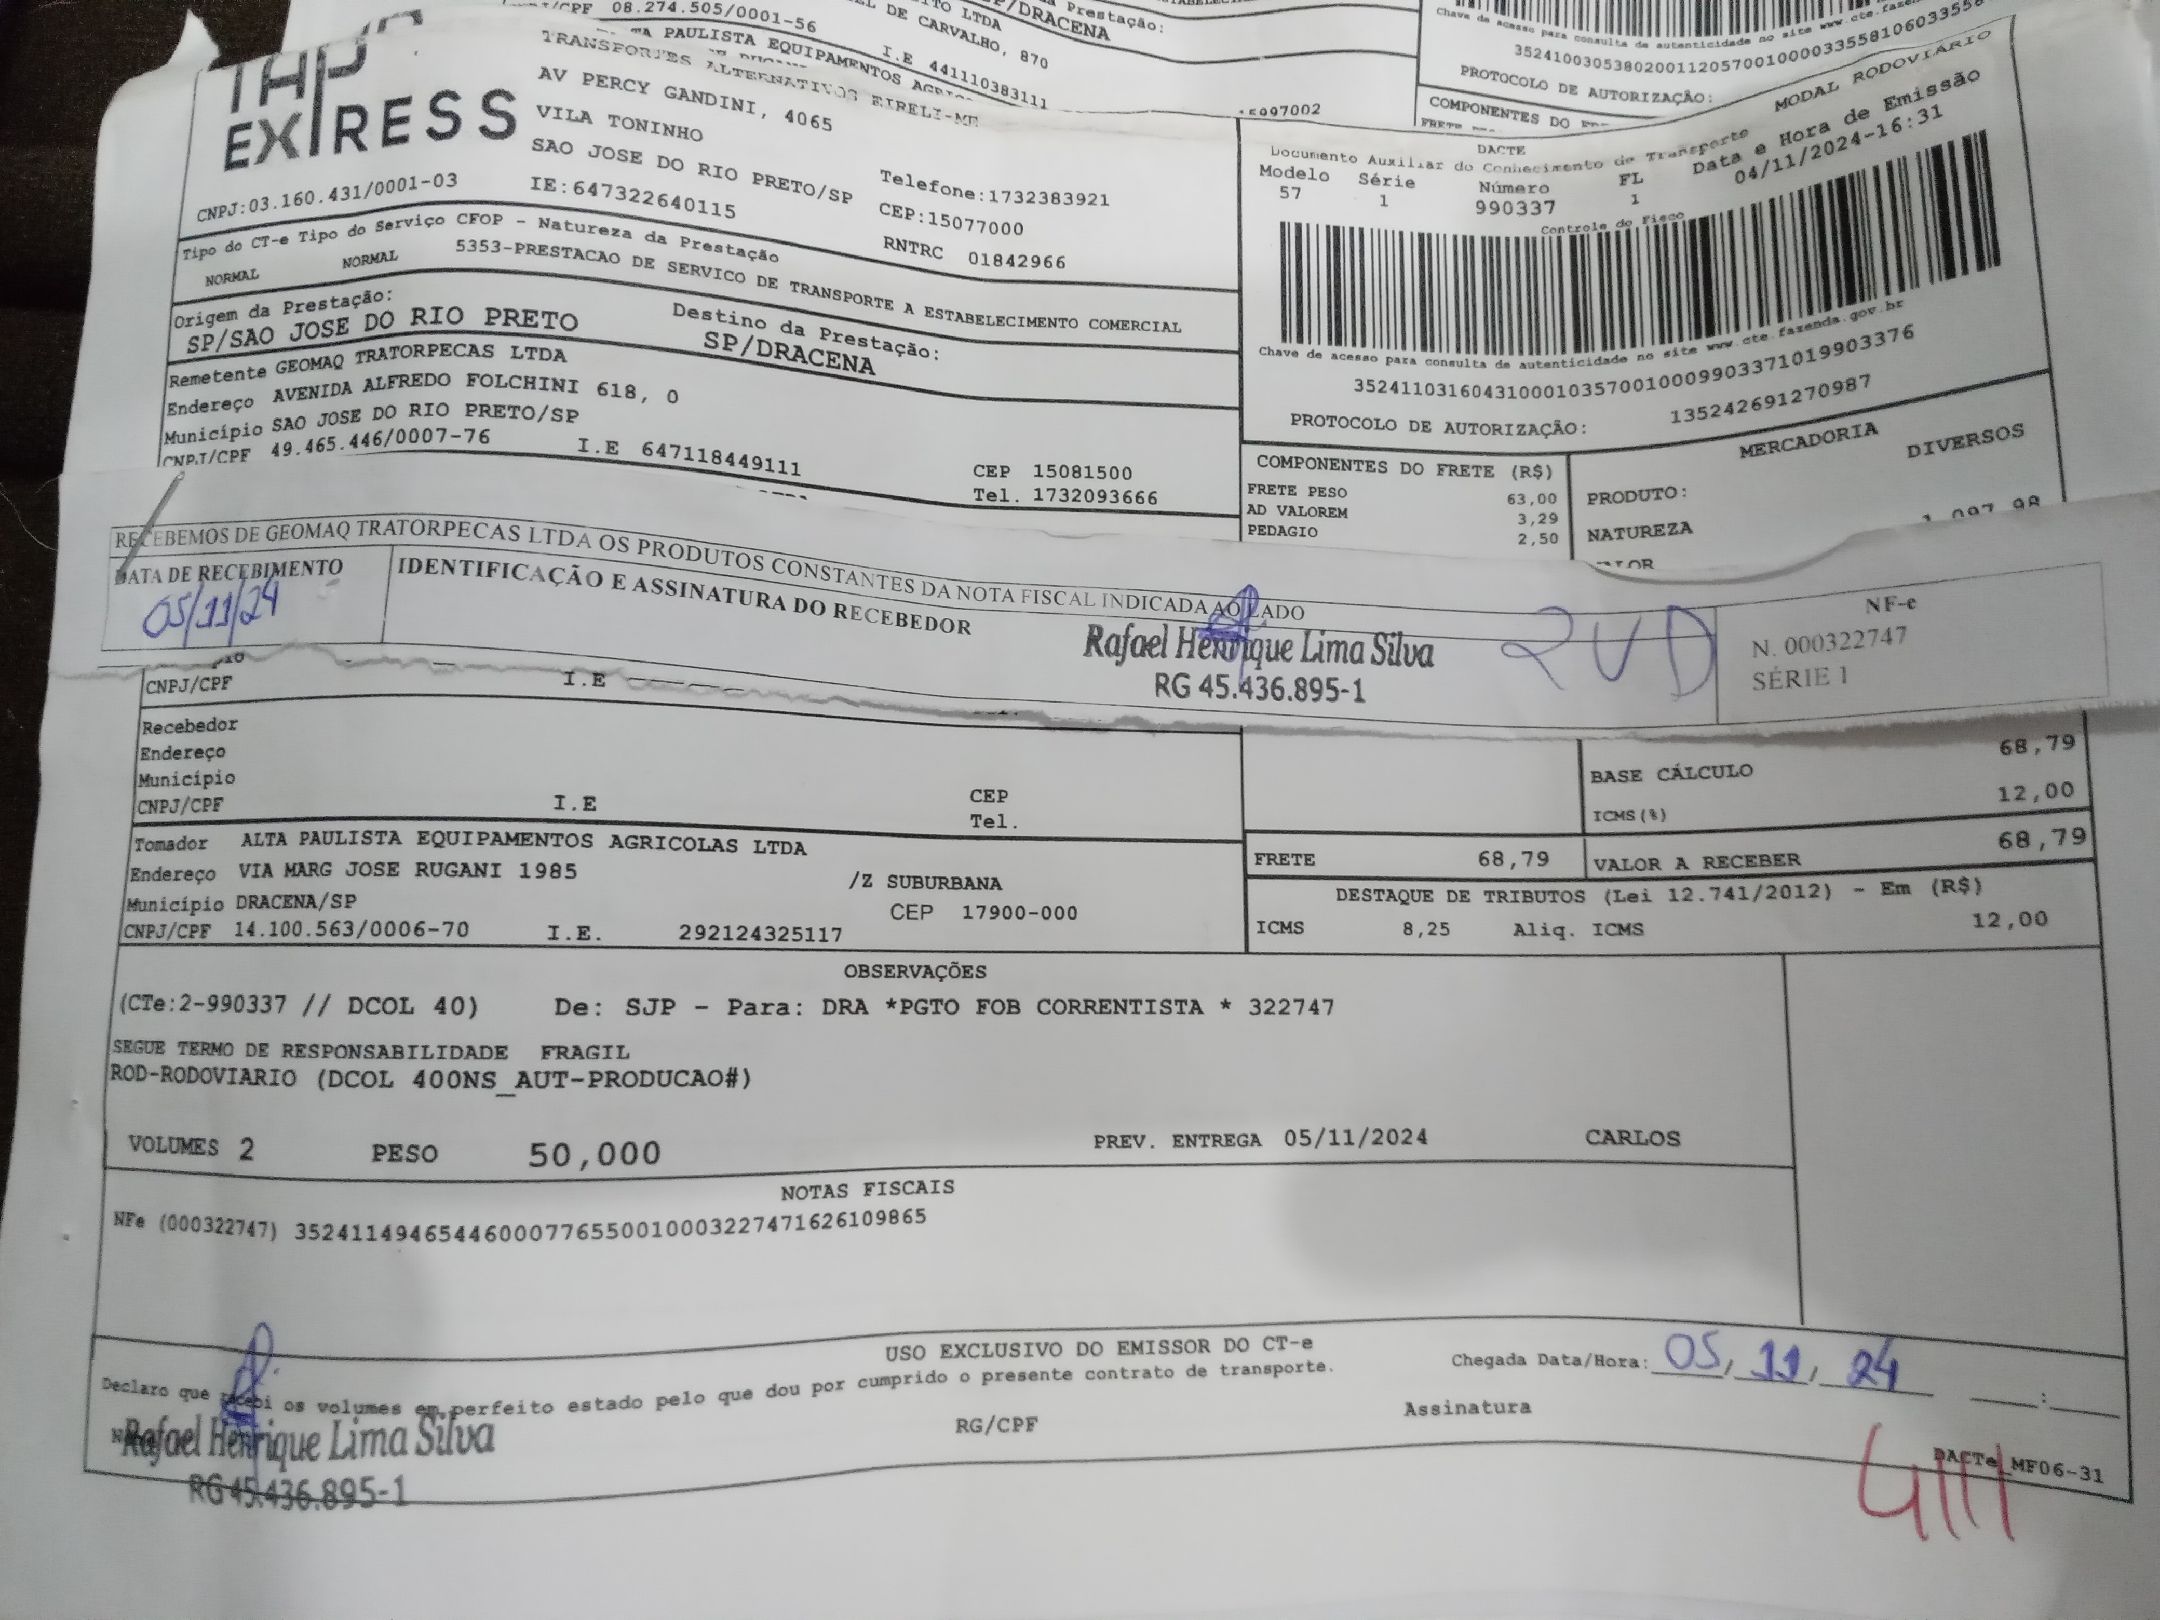 CNPJ/CPF 08.274.505/0001-56
I.E 441110383111
DE CARVALHO, 870
SP/DRACENA
Prestação:
PAULISTA EQUIPAMENTOS
Chave de acesso para consulta de autenticidade no site www.cte.fazen
PROTOCOLO DE AUTORIZAÇÃO:
COMPONENTES DO
EXPRESS
CNPJ:03.160.431/0001-03
TRANSPORTES ALTERNATIVOS EIRELI-ME
AV PERCY GANDINI, 4065
VILA TONINHO
SAO JOSE DO RIO PRETO/SP
IE:647322640115
Telefone:1732383921
CEP:15077000
RNTRC 01842966
DACTE
MODAL RODOVIÁRIO
Documento Auxiliar do Conhecimento de Transporte
Modelo Série Número FL Data e Hora de Emissão
57 1 990337 1 04/11/2024-16:31
Controle do Fisco
Chave de acesso para consulta de autenticidade no site www.cte.fazenda.gov.br
35241103160431000103570010009903371019903376
PROTOCOLO DE AUTORIZAÇÃO: 135242691270987
Tipo do CT-e Tipo do Serviço CFOP - Natureza da Prestação
NORMAL NORMAL 5353-PRESTACAO DE SERVICO DE TRANSPORTE A ESTABELECIMENTO COMERCIAL
Origem da Prestação: Destino da Prestação:
SP/SAO JOSE DO RIO PRETO SP/DRACENA
Remetente GEOMAQ TRATORPECAS LTDA
Endereço AVENIDA ALFREDO FOLCHINI 618, 0
Município SAO JOSE DO RIO PRETO/SP CEP 15081500
CNPJ/CPF 49.465.446/0007-76 I.E 647118449111 Tel. 1732093666
COMPONENTES DO FRETE (R$)
FRETE PESO 63,00
AD VALOREM 3,29
PEDAGIO 2,50
MERCADORIA
PRODUTO: DIVERSOS
NATUREZA
RECEBEMOS DE GEOMAQ TRATORPECAS LTDA OS PRODUTOS CONSTANTES DA NOTA FISCAL INDICADA AO LADO
DATA DE RECEBIMENTO
05/11/24
IDENTIFICAÇÃO E ASSINATURA DO RECEBEDOR
Rafael Henrique Lima Silva
RG 45.436.895-1
NF-e
N. 000322747
SÉRIE 1
CNPJ/CPF I.E
Recebedor
Endereço
Município CEP
CNPJ/CPF I.E Tel.
68,79
BASE CÁLCULO
ICMS(%) 12,00
Tomador ALTA PAULISTA EQUIPAMENTOS AGRICOLAS LTDA
Endereço VIA MARG JOSE RUGANI 1985 /Z SUBURBANA
Município DRACENA/SP CEP 17900-000
CNPJ/CPF 14.100.563/0006-70 I.E. 292124325117
FRETE 68,79 VALOR A RECEBER 68,79
DESTAQUE DE TRIBUTOS (Lei 12.741/2012) - Em (R$)
ICMS 8,25 Aliq. ICMS 12,00
OBSERVAÇÕES
(CTe:2-990337 // DCOL 40) De: SJP - Para: DRA *PGTO FOB CORRENTISTA * 322747
SEGUE TERMO DE RESPONSABILIDADE FRAGIL
ROD-RODOVIARIO (DCOL 400NS_AUT-PRODUCAO#)
VOLUMES 2 PESO 50,000 PREV. ENTREGA 05/11/2024 CARLOS
NOTAS FISCAIS
NFe (000322747) 35241149465446000776550010003227471626109865
USO EXCLUSIVO DO EMISSOR DO CT-e
Declaro que recebi os volumes em perfeito estado pelo que dou por cumprido o presente contrato de transporte.
Chegada Data/Hora: 05, 11, 24
RG/CPF Assinatura
Rafael Henrique Lima Silva
RG 45.436.895-1
DACTe_MF06-31